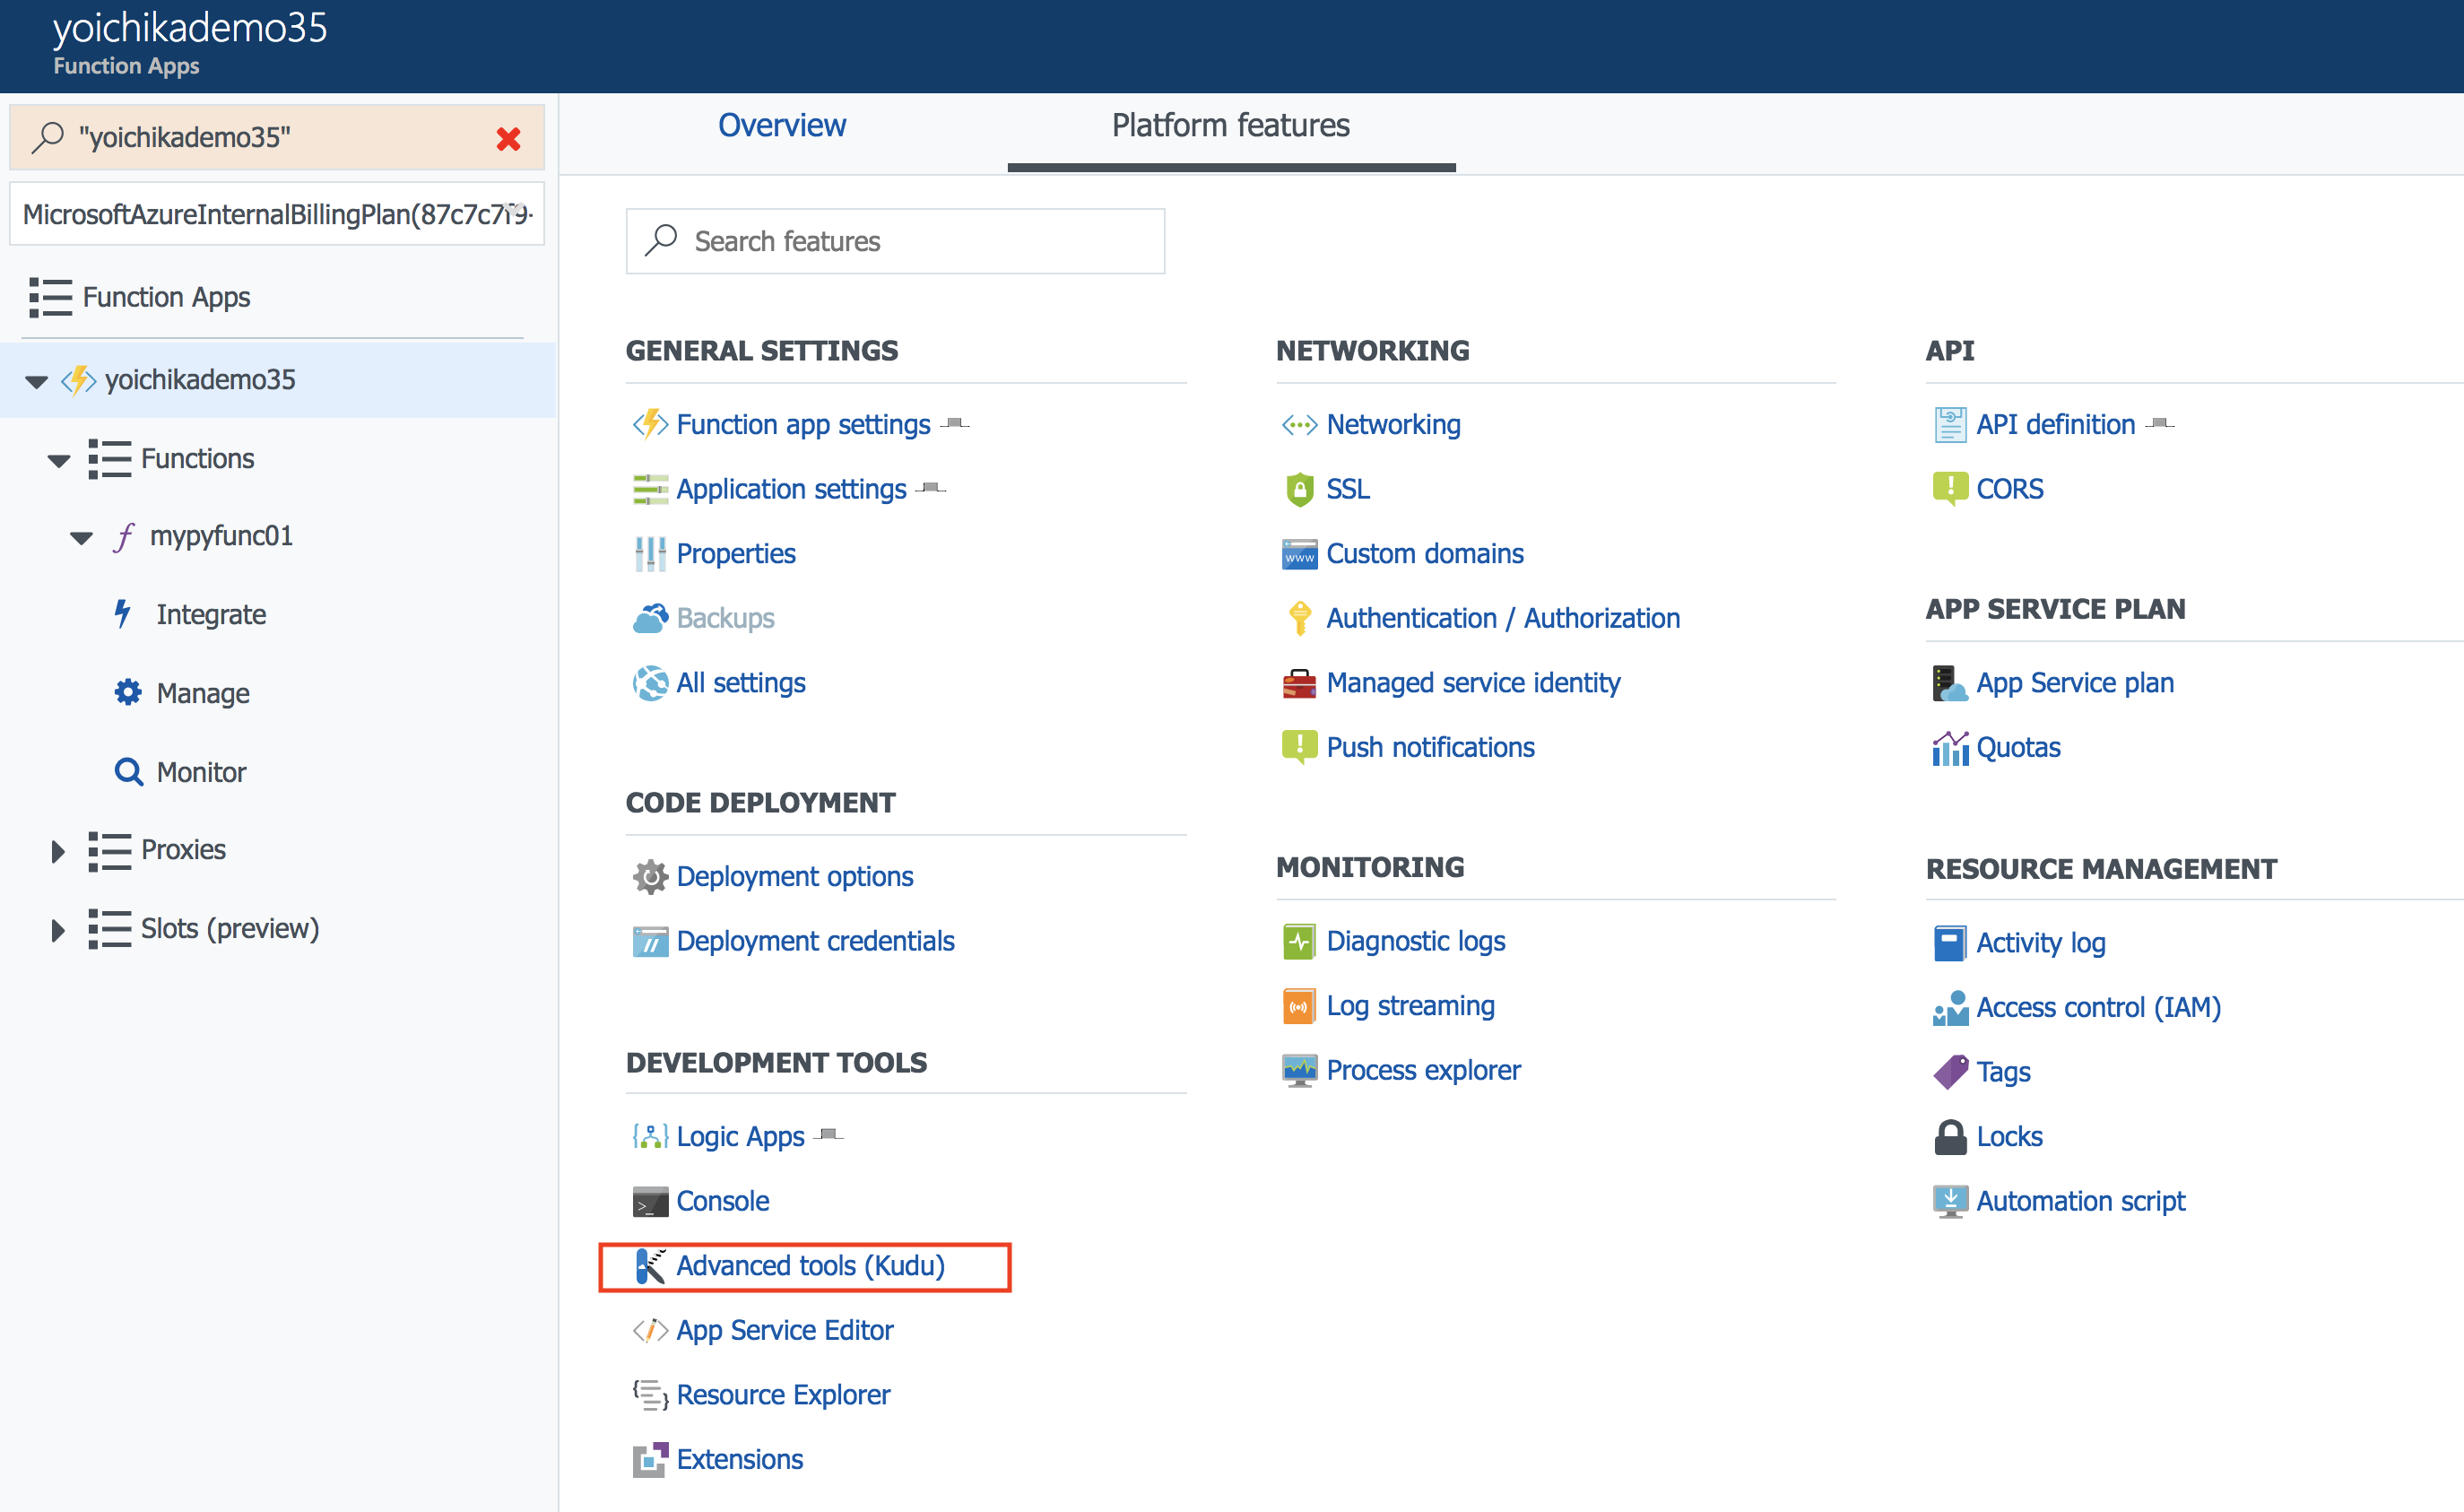 yoichikademo35
Function Apps
"yoichikademo35"
MicrosoftAzureInternalBillingPlan(87c7c7f9-
Function Apps
yoichikademo35
Functions
mypyfunc01
Integrate
Manage
Monitor
Proxies
Slots (preview)
Overview
Platform features
Search features
GENERAL SETTINGS
Function app settings
Application settings
Properties
Backups
All settings
CODE DEPLOYMENT
Deployment options
Deployment credentials
DEVELOPMENT TOOLS
Logic Apps
Console
Advanced tools (Kudu)
App Service Editor
Resource Explorer
Extensions
NETWORKING
Networking
SSL
www
Custom domains
Authentication / Authorization
Managed service identity
Push notifications
MONITORING
Diagnostic logs
Log streaming
Process explorer
API
API definition
CORS
APP SERVICE PLAN
App Service plan
Quotas
RESOURCE MANAGEMENT
Activity log
Access control (IAM)
Tags
Locks
Automation script